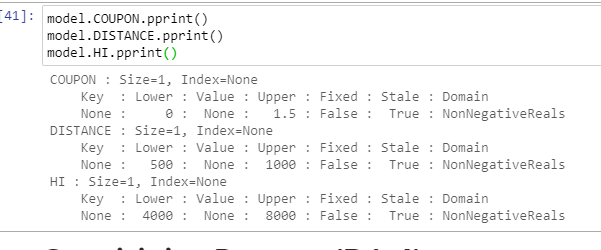 [41]: model.COUPON.pprint()
model.DISTANCE.pprint()
model.HI.pprint()
COUPON : Size=1, Index=None
    Key  : Lower : Value : Upper : Fixed : Stale : Domain
    None :     0 :  None :   1.5 : False :  True : NonNegativeReals
DISTANCE : Size=1, Index=None
    Key  : Lower : Value : Upper : Fixed : Stale : Domain
    None :   500 :  None :  1000 : False :  True : NonNegativeReals
HI : Size=1, Index=None
    Key  : Lower : Value : Upper : Fixed : Stale : Domain
    None :  4000 :  None :  8000 : False :  True : NonNegativeReals